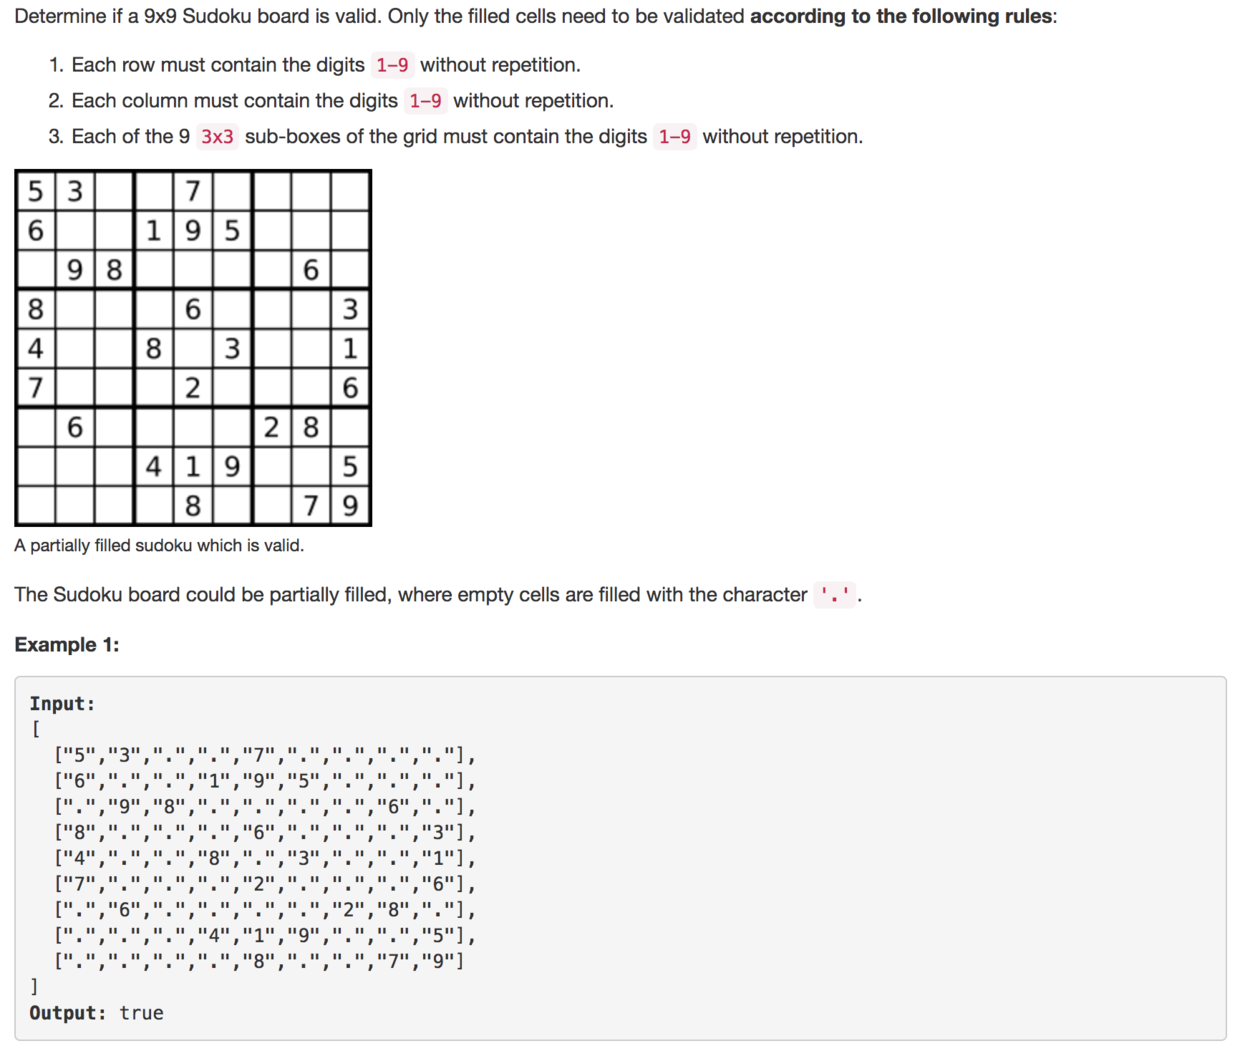 Determine if a 9x9 Sudoku board is valid. Only the filled cells need to be validated according to the following rules:
1. Each row must contain the digits 1-9 without repetition.
2. Each column must contain the digits 1-9 without repetition.
3. Each of the 9 3x3 sub-boxes of the grid must contain the digits 1-9 without repetition.
5 3 7
6 1 9 5
9 8 6
8 6 3
4 8 3 1
7 2 6
6 2 8
4 1 9 5
8 7 9
A partially filled sudoku which is valid.
The Sudoku board could be partially filled, where empty cells are filled with the character '.'.
Example 1:
Input:
[
["5","3",".",".","7",".",".",".","."],
["6",".",".","1","9","5",".",".","."],
[".","9","8",".",".",".",".","6","."],
["8",".",".",".","6",".",".",".","3"],
["4",".",".","8",".","3",".",".","1"],
["7",".",".",".","2",".",".",".","6"],
[".","6",".",".",".",".","2","8","."],
[".",".",".","4","1","9",".",".","5"],
[".",".",".",".","8",".",".","7","9"]
]
Output: true